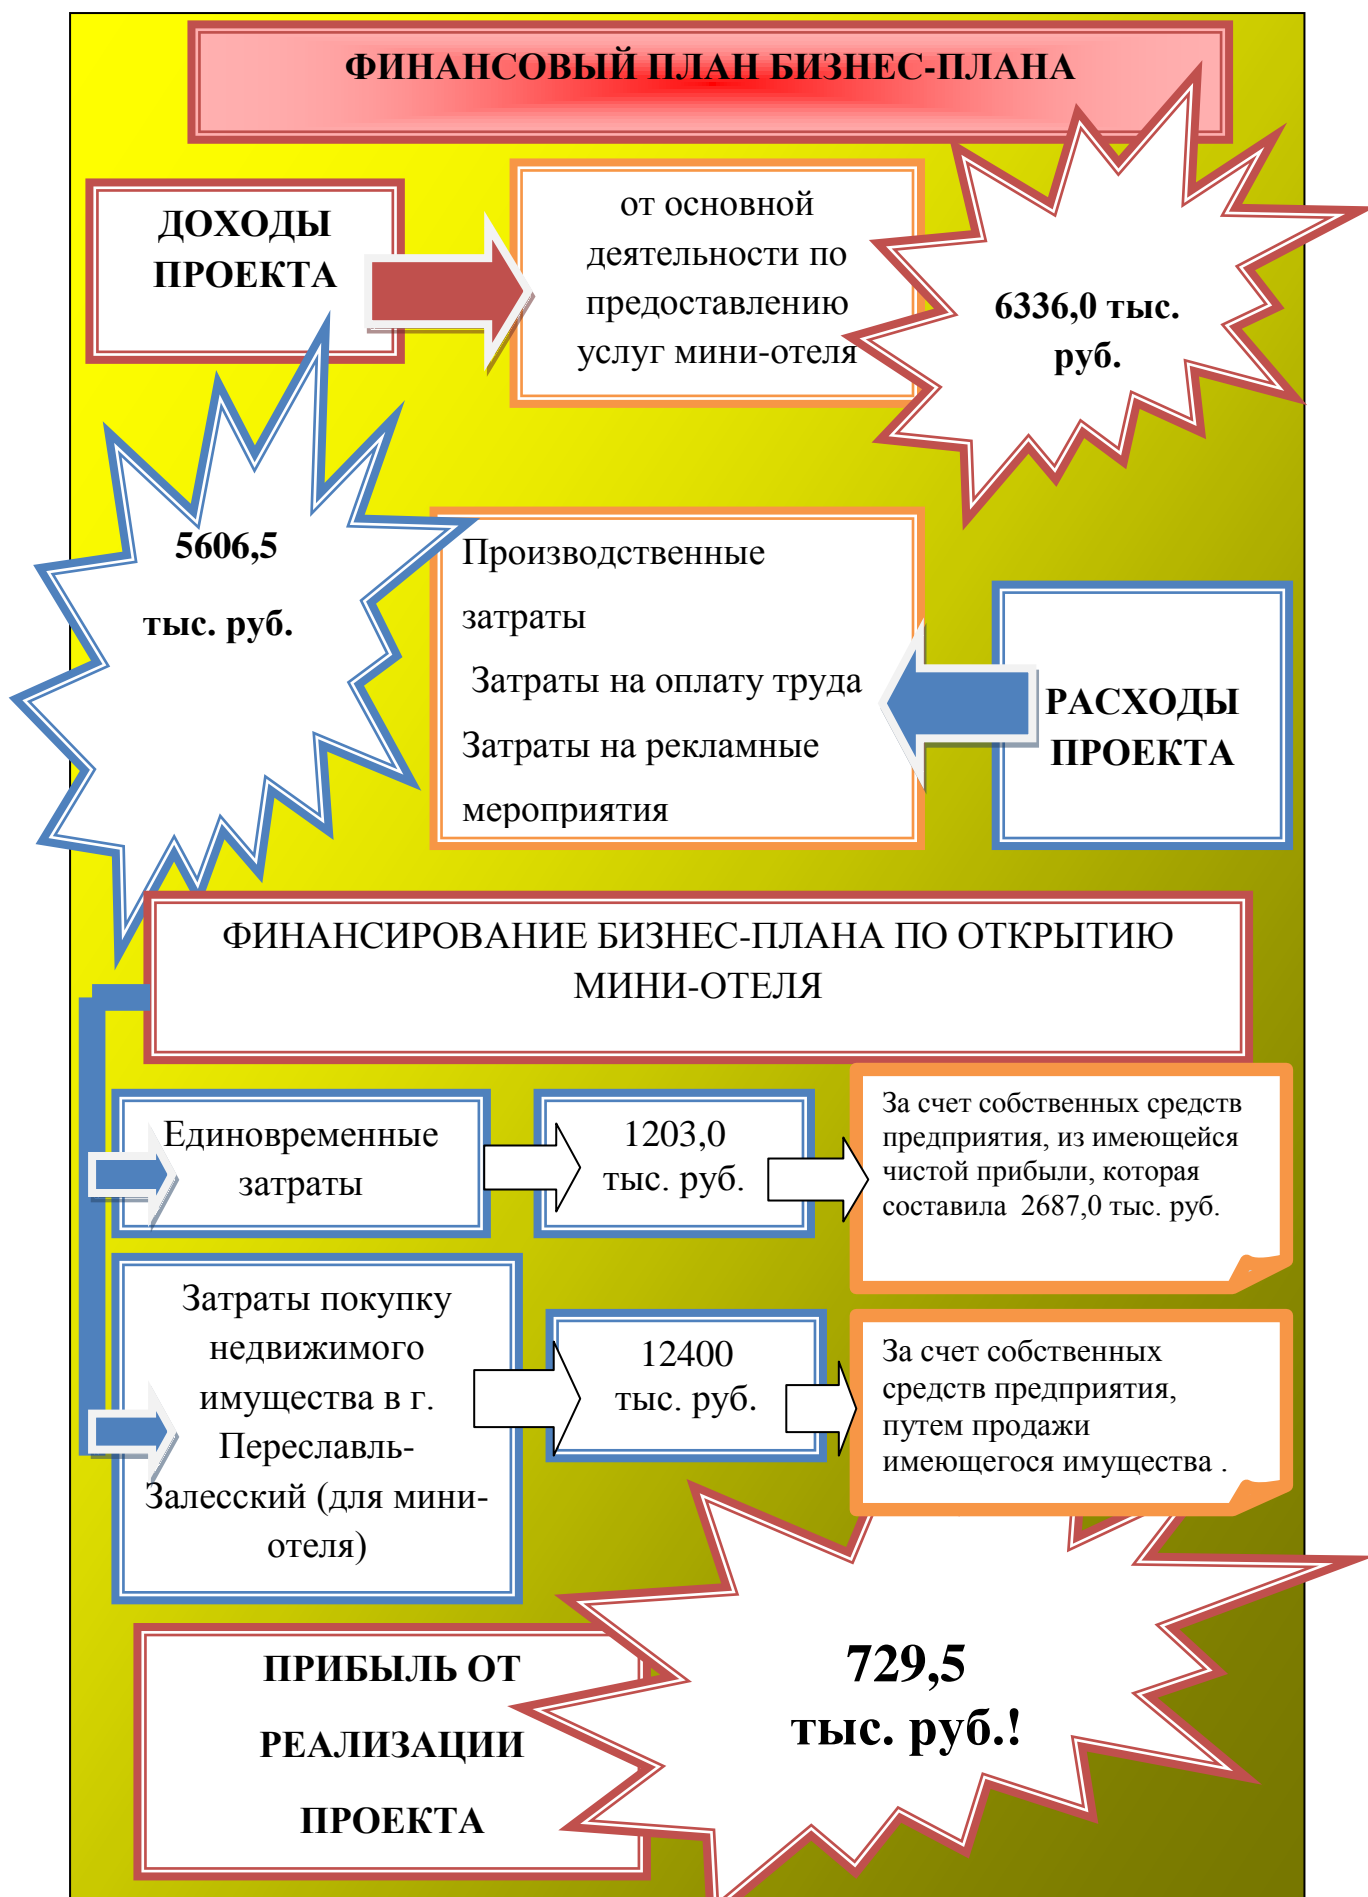 ФИНАНСОВЫЙ ПЛАН БИЗНЕС-ПЛАНА
ДОХОДЫ
ПРОЕКТА
от основной
деятельности по
предоставлению
услуг мини-отеля
6336,0 тыс.
руб.
5606,5
тыс. руб.
Производственные
затраты
Затраты на оплату труда
Затраты на рекламные
мероприятия
РАСХОДЫ
ПРОЕКТА
ФИНАНСИРОВАНИЕ БИЗНЕС-ПЛАНА ПО ОТКРЫТИЮ
МИНИ-ОТЕЛЯ
Единовременные
затраты
1203,0
тыс. руб.
За счет собственных средств
предприятия, из имеющейся
чистой прибыли, которая
составила 2687,0 тыс. руб.
Затраты покупку
недвижимого
имущества в г.
Переславль-
Залесский (для мини-
отеля)
12400
тыс. руб.
За счет собственных
средств предприятия,
путем продажи
имеющегося имущества .
ПРИБЫЛЬ ОТ
РЕАЛИЗАЦИИ
ПРОЕКТА
729,5
тыс. руб.!